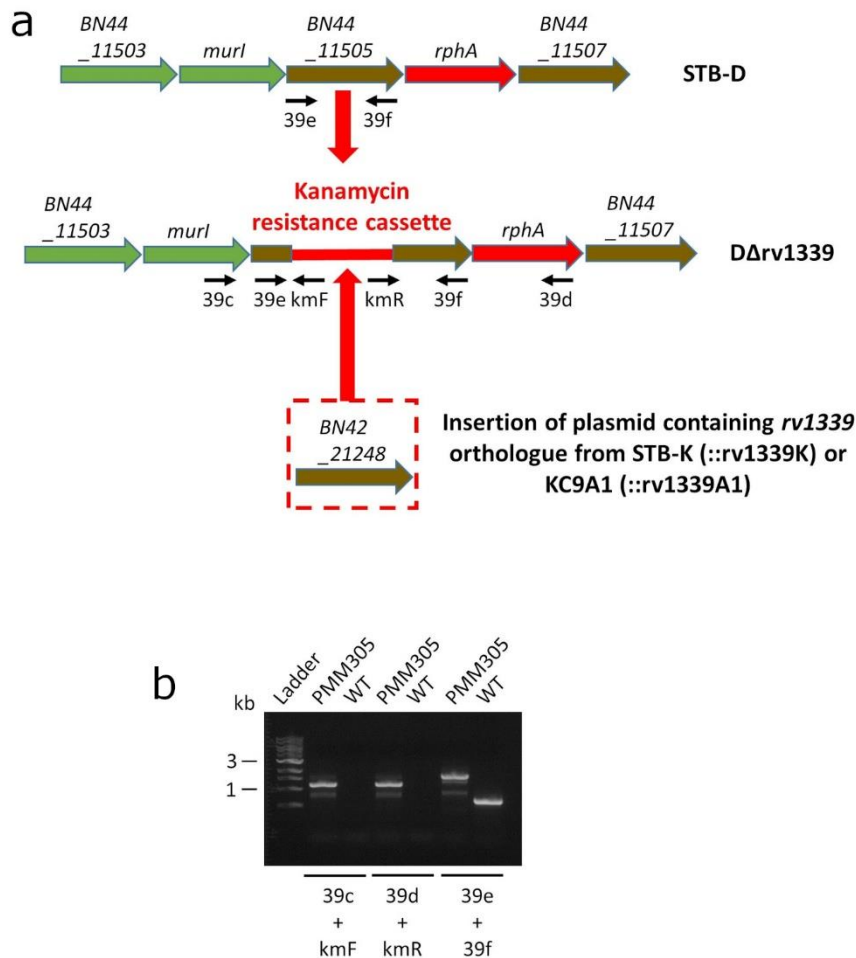 a
BN44
_11503
murI
BN44
_11505
rphA
BN44
_11507
STB-D
39e
39f
Kanamycin
resistance cassette
BN44
_11503
murI
rphA
BN44
_11507
DΔrv1339
39c
39e
kmF
kmR
39f
39d
BN42
_21248
Insertion of plasmid containing rv1339
orthologue from STB-K (::rv1339K) or
KC9A1 (::rv1339A1)
b
Ladder
PMM305
WT
PMM305
WT
PMM305
WT
kb
3
1
39c
+
kmF
39d
+
kmR
39e
+
39f